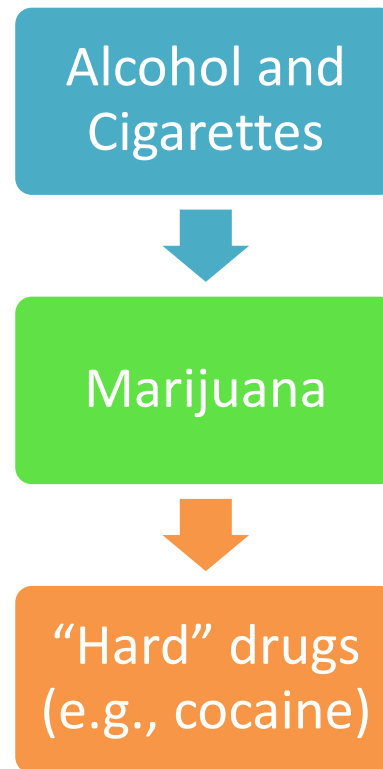 Alcohol and
Cigarettes
Marijuana
“Hard” drugs
(e.g., cocaine)